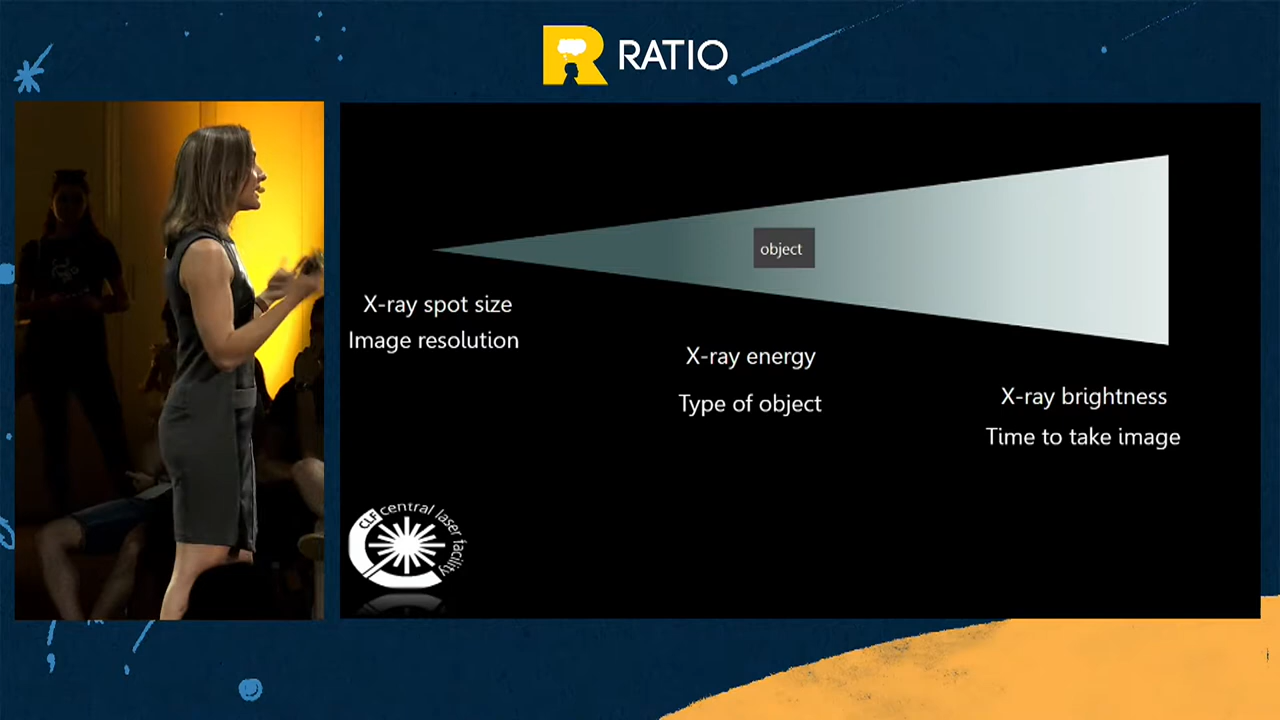 RATIO
object
X-ray spot size
Image resolution
X-ray energy
Type of object
X-ray brightness
Time to take image
CLF central laser facility